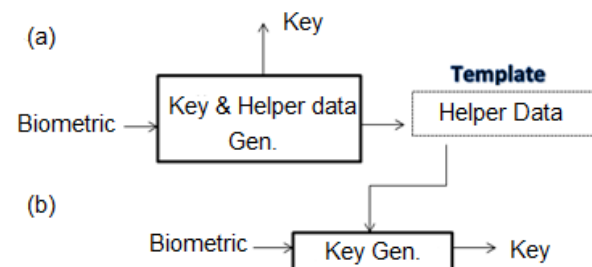 (a)
Key
Template
Biometric
Key & Helper data
Gen.
Helper Data
(b)
Biometric
Key Gen.
Key